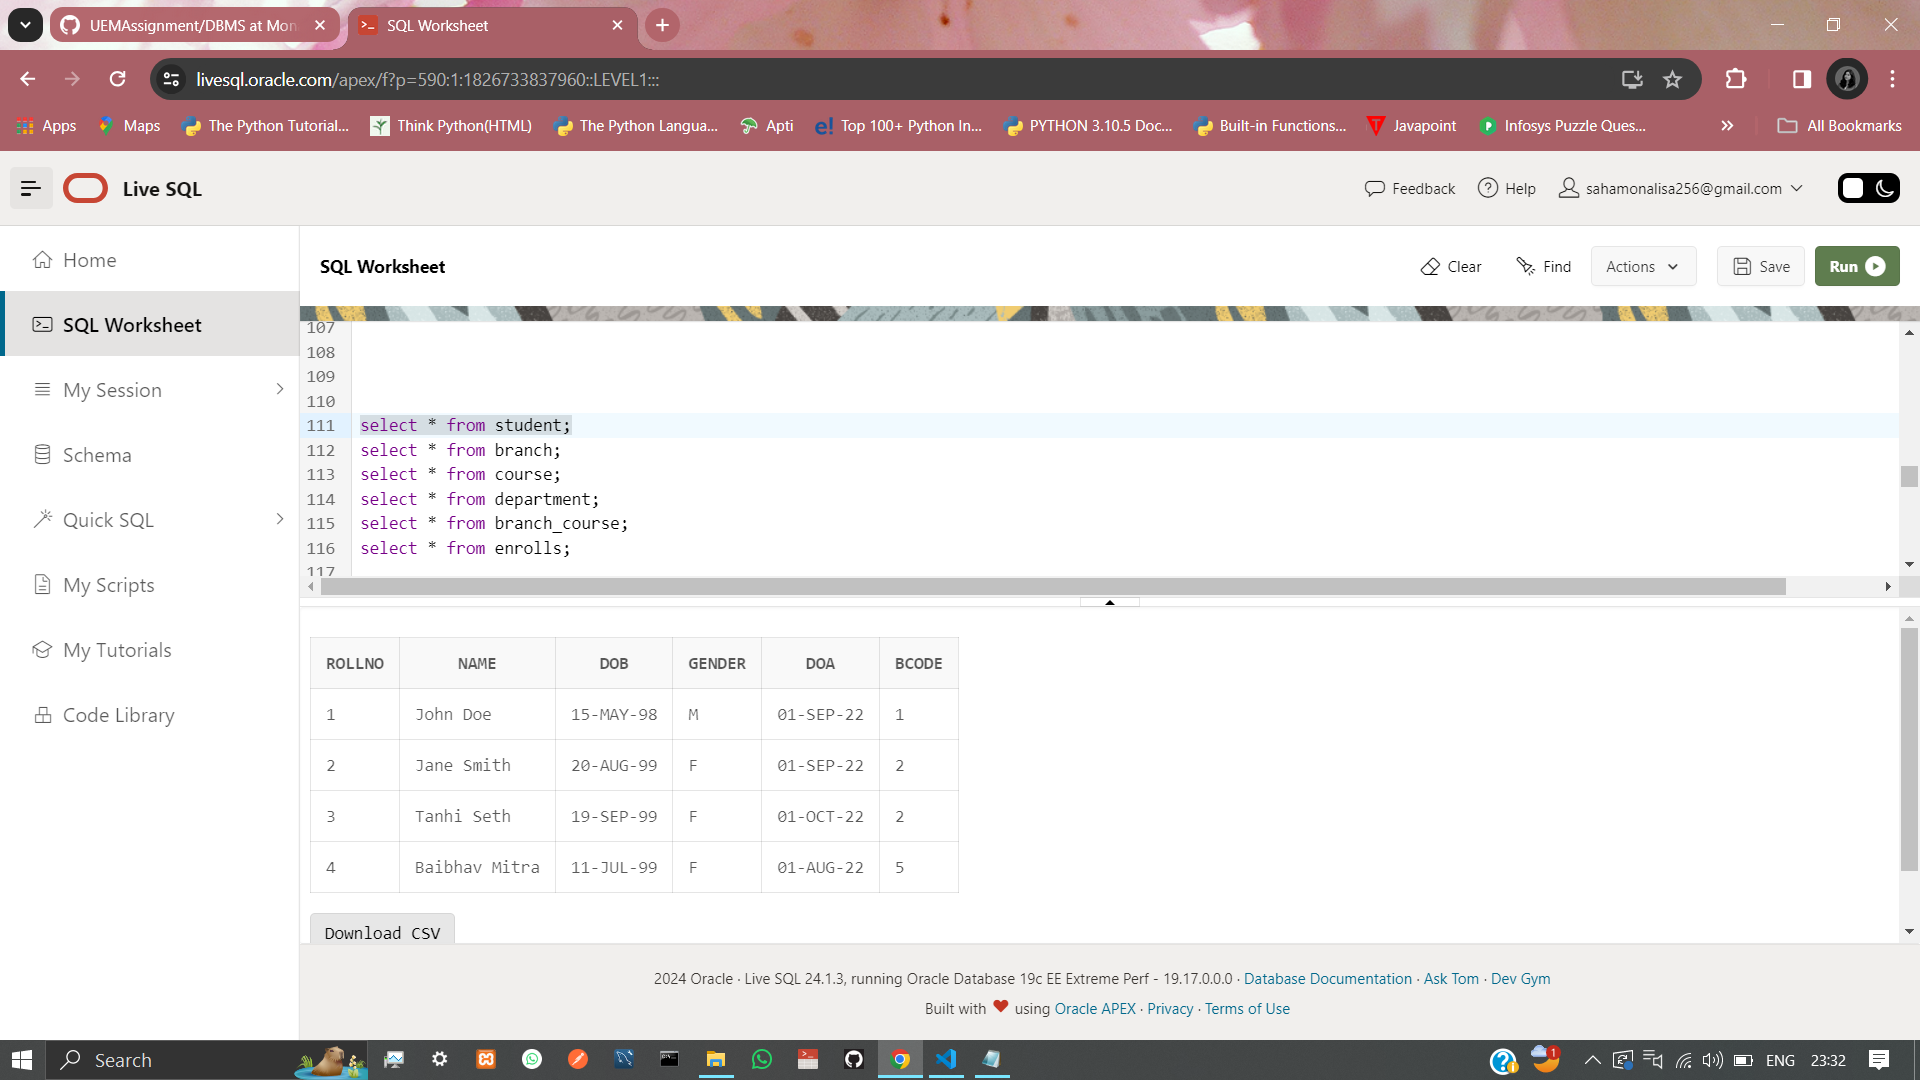 UEMAssignment/DBMS at Mon
SQL Worksheet
livesql.oracle.com/apex/f?p=590:1:1826733837960::LEVEL1:::
Apps
Maps
The Python Tutorial...
Think Python(HTML)
The Python Langua...
Apti
Top 100+ Python In...
PYTHON 3.10.5 Doc...
Built-in Functions...
Javapoint
Infosys Puzzle Ques...
All Bookmarks
Live SQL
Feedback
Help
sahamonalisa256@gmail.com
Home
SQL Worksheet
My Session
Schema
Quick SQL
My Scripts
My Tutorials
Code Library
SQL Worksheet
Clear
Find
Actions
Save
Run
107
108
109
110
111 select * from student;
112 select * from branch;
113 select * from course;
114 select * from department;
115 select * from branch_course;
116 select * from enrolls;
117
ROLLNO NAME DOB GENDER DOA BCODE
1 John Doe 15-MAY-98 M 01-SEP-22 1
2 Jane Smith 20-AUG-99 F 01-SEP-22 2
3 Tanhi Seth 19-SEP-99 F 01-OCT-22 2
4 Baibhav Mitra 11-JUL-99 F 01-AUG-22 5
Download CSV
2024 Oracle · Live SQL 24.1.3, running Oracle Database 19c EE Extreme Perf - 19.17.0.0.0 · Database Documentation · Ask Tom · Dev Gym
Built with ❤ using Oracle APEX · Privacy · Terms of Use
Search
1
ENG
23:32